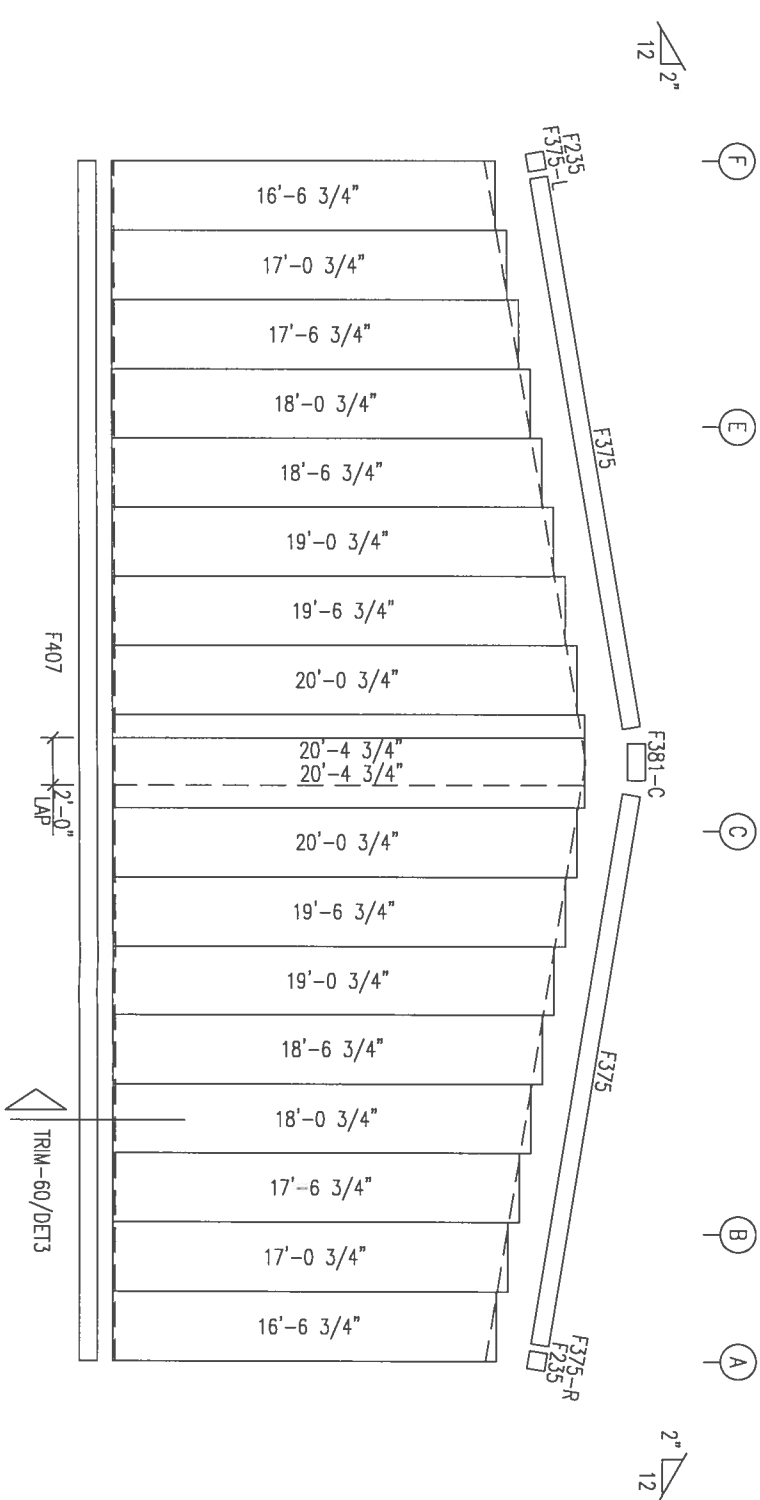 12
2"
F
F235
F375-L
E
F375
F381-C
C
F375
B
F375-R
F235
A
2"
12
16'-6 3/4"
17'-0 3/4"
17'-6 3/4"
18'-0 3/4"
18'-6 3/4"
19'-0 3/4"
19'-6 3/4"
20'-0 3/4"
20'-4 3/4"
20'-4 3/4"
20'-0 3/4"
19'-6 3/4"
19'-0 3/4"
18'-6 3/4"
18'-0 3/4"
17'-6 3/4"
17'-0 3/4"
16'-6 3/4"
F407
2'-0"
LAP
TRIM-60/DET3